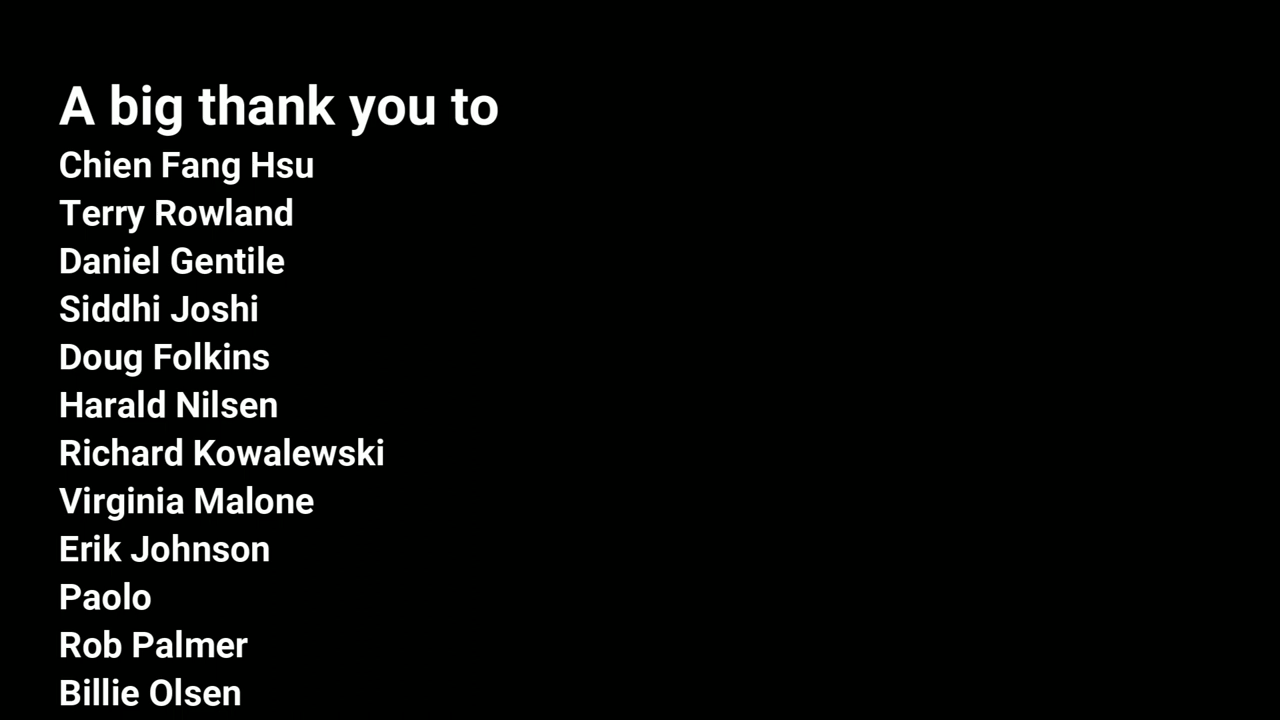 A big thank you to
Chien Fang Hsu
Terry Rowland
Daniel Gentile
Siddhi Joshi
Doug Folkins
Harald Nilsen
Richard Kowalewski
Virginia Malone
Erik Johnson
Paolo
Rob Palmer
Billie Olsen